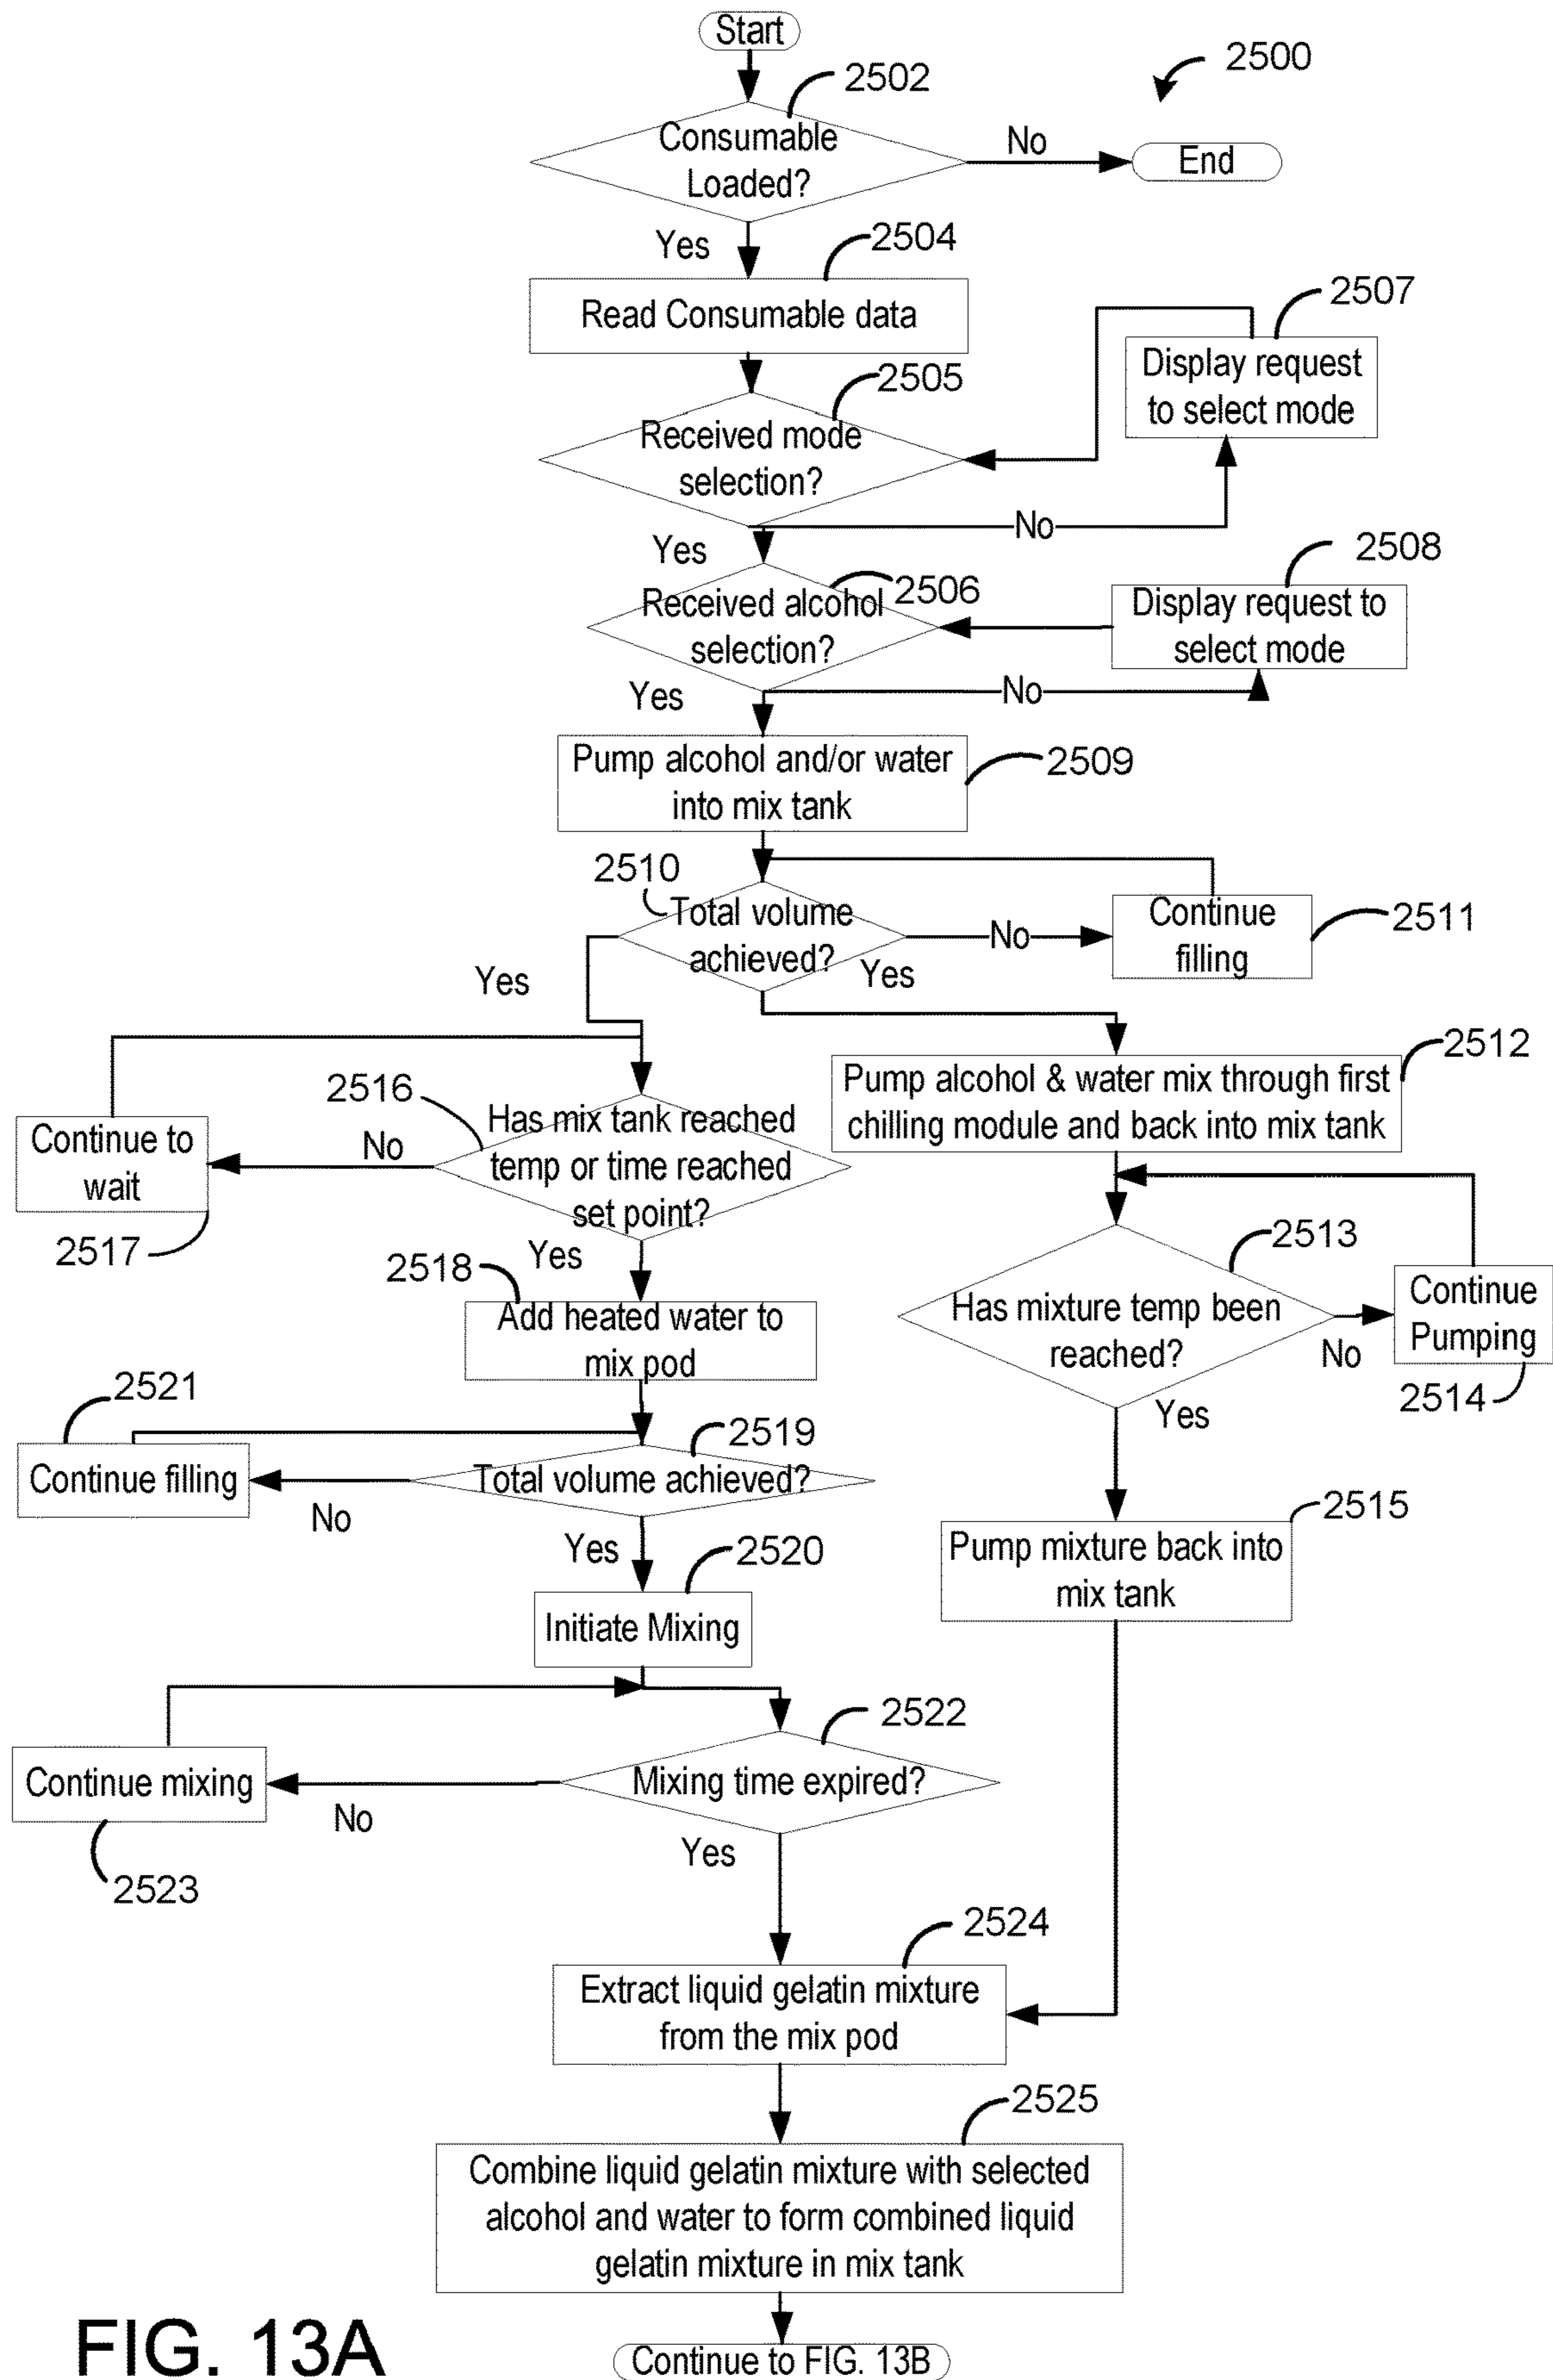 Start
2500
2502
Consumable
Loaded?
No
End
Yes
2504
Read Consumable data
2507
Display request
to select mode
2505
Received mode
selection?
No
Yes
2508
Display request to
select mode
2506
Received alcohol
selection?
No
Yes
Pump alcohol and/or water
into mix tank
2509
2510
Total volume
achieved?
No
Continue
filling
2511
Yes
Yes
2512
Pump alcohol & water mix through first
chilling module and back into mix tank
2516
Has mix tank reached
temp or time reached
set point?
No
Continue to
wait
2517
Yes
2513
Has mixture temp been
reached?
No
Continue
Pumping
2514
Yes
2518
Add heated water to
mix pod
2521
Continue filling
2519
Total volume achieved?
No
Yes
2515
Pump mixture back into
mix tank
2520
Initiate Mixing
2522
Mixing time expired?
No
Continue mixing
2523
Yes
2524
Extract liquid gelatin mixture
from the mix pod
2525
Combine liquid gelatin mixture with selected
alcohol and water to form combined liquid
gelatin mixture in mix tank
Continue to FIG. 13B
FIG. 13A